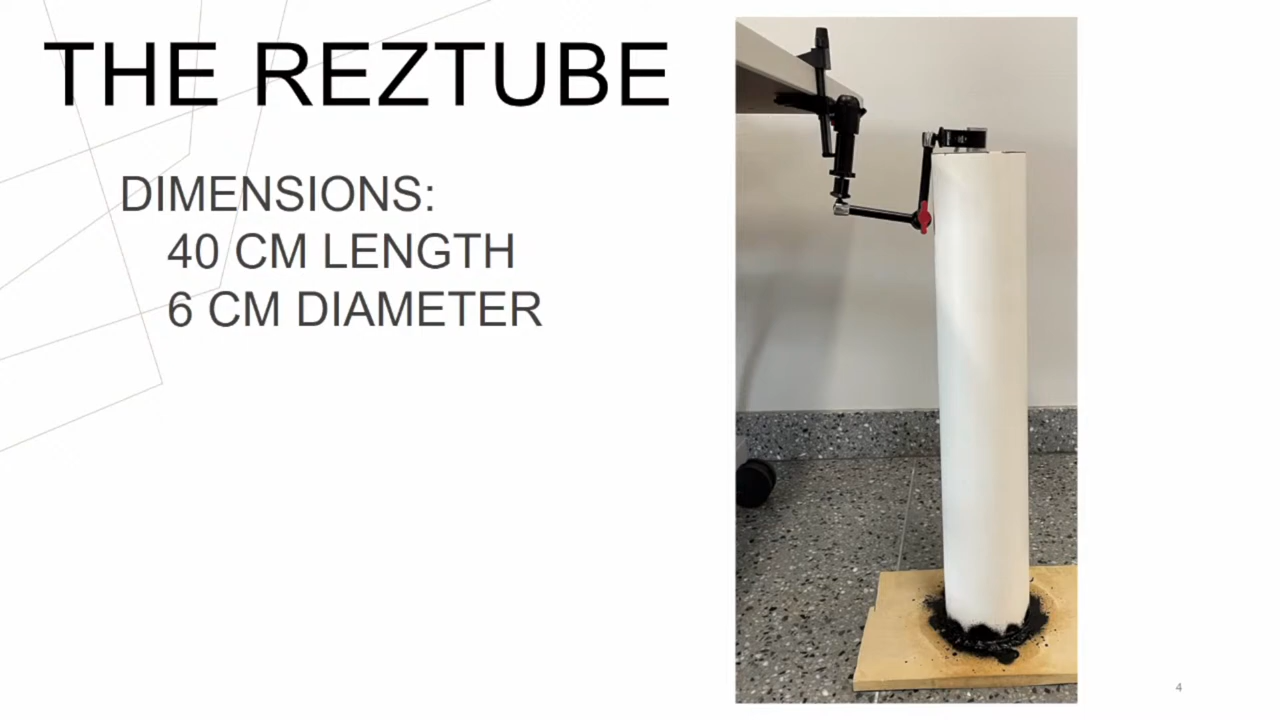 THE REZTUBE
DIMENSIONS:
40 CM LENGTH
6 CM DIAMETER
4